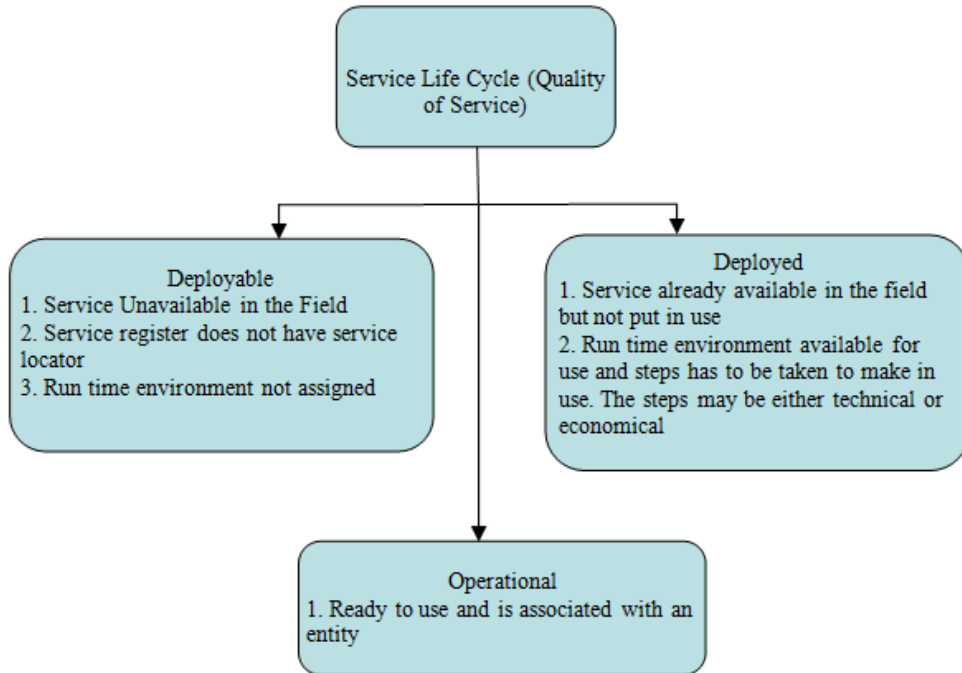 Service Life Cycle (Quality
of Service)
Deployable
1. Service Unavailable in the Field
2. Service register does not have service
locator
3. Run time environment not assigned
Deployed
1. Service already available in the field
but not put in use
2. Run time environment available for
use and steps has to be taken to make in
use. The steps may be either technical or
economical
Operational
1. Ready to use and is associated with an
entity